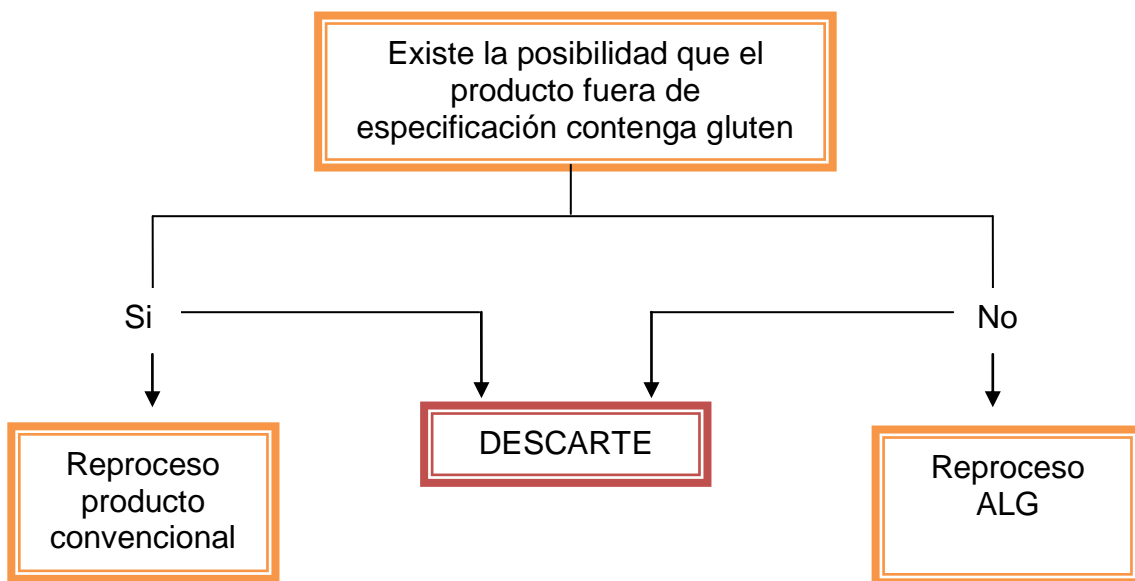 Existe la posibilidad que el
producto fuera de
especificación contenga gluten
Si
No
Reproceso
producto
convencional
DESCARTE
Reproceso
ALG